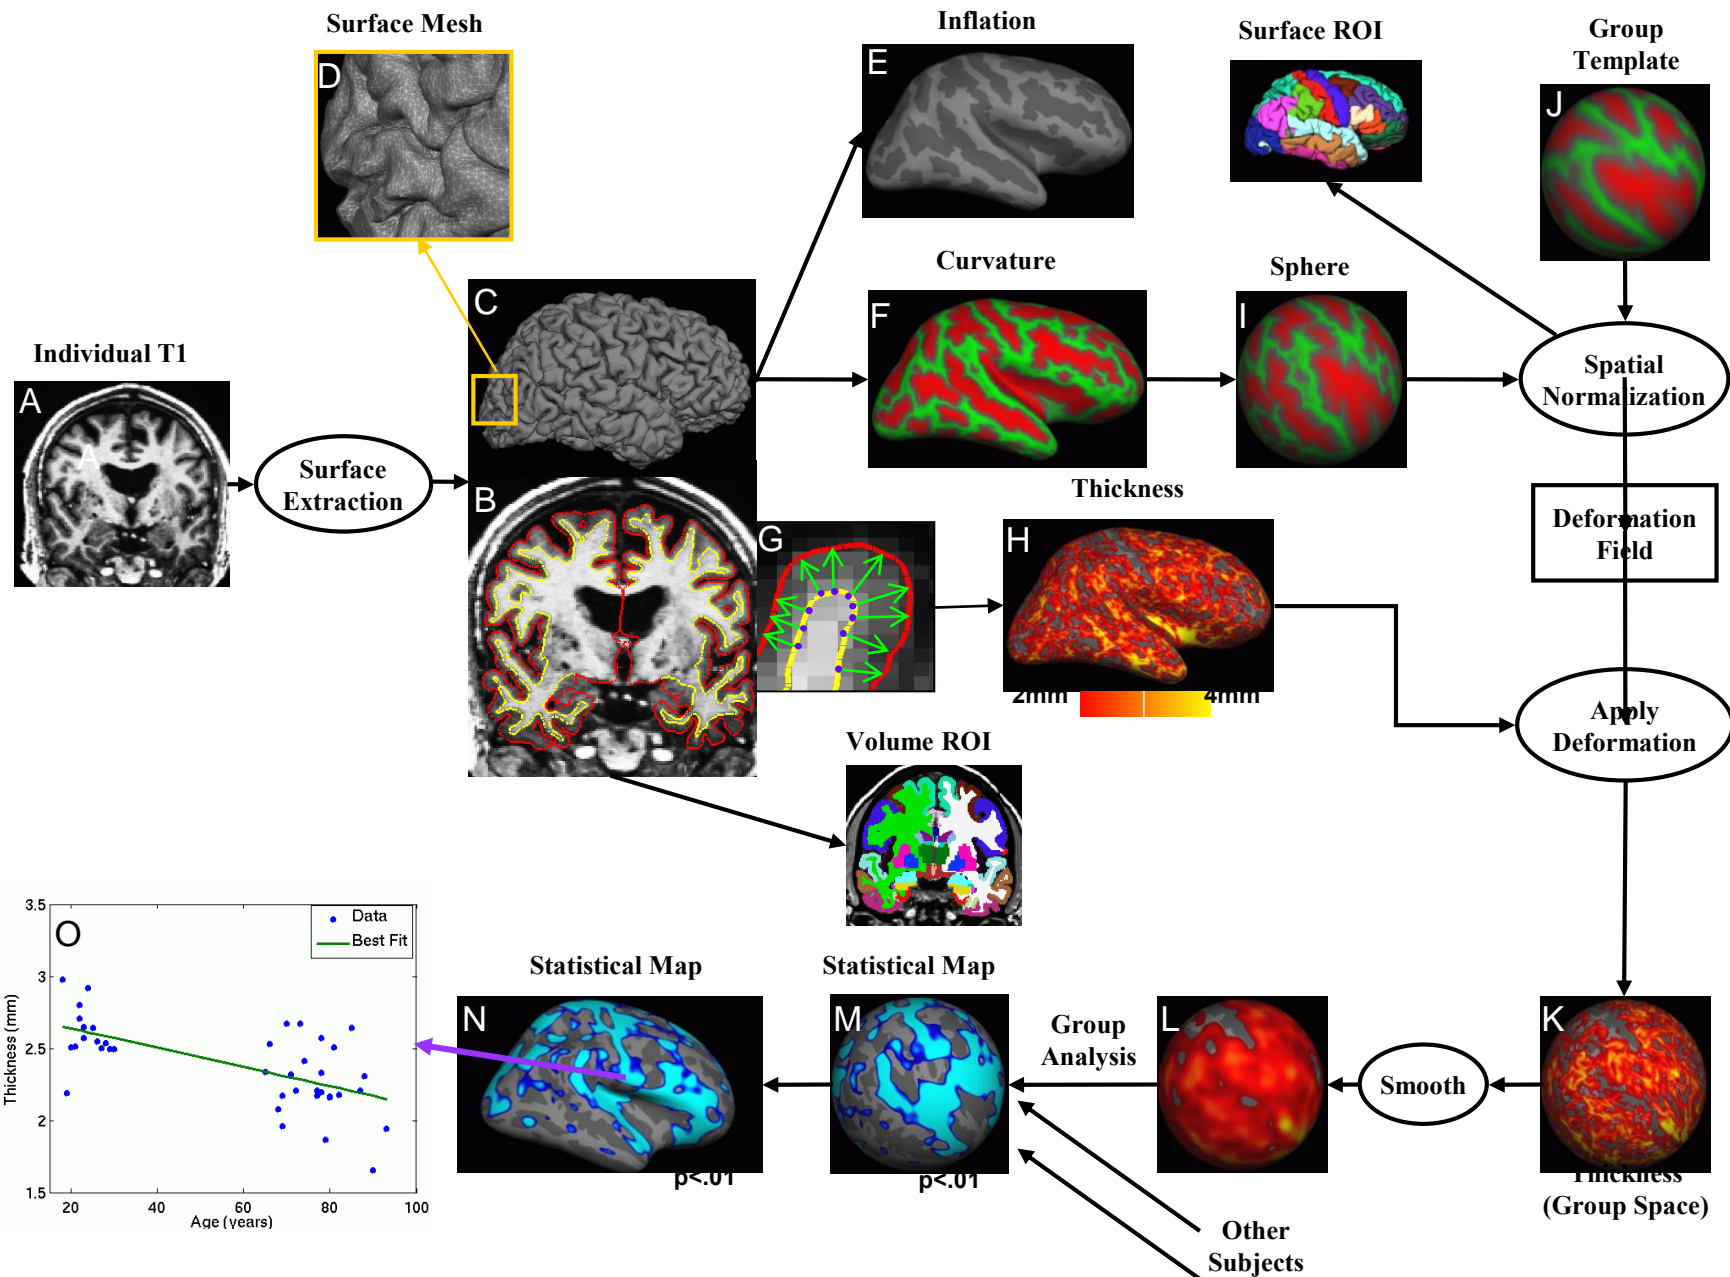 Surface Mesh
D
Inflation
E
Surface ROI
Group
Template
J
Individual T1
A
A
Surface
Extraction
C
B
Curvature
F
Sphere
I
Spatial
Normalization
Deformation
Field
Thickness
G
H
2mm
4mm
Apply
Deformation
Volume ROI
O
Data
Best Fit
3.5
3
2.5
2
1.5
Thickness (mm)
20
40
60
80
100
Age (years)
Statistical Map
N
p<.01
Statistical Map
M
p<.01
Group
Analysis
L
Smooth
K
Thickness
(Group Space)
Other
Subjects